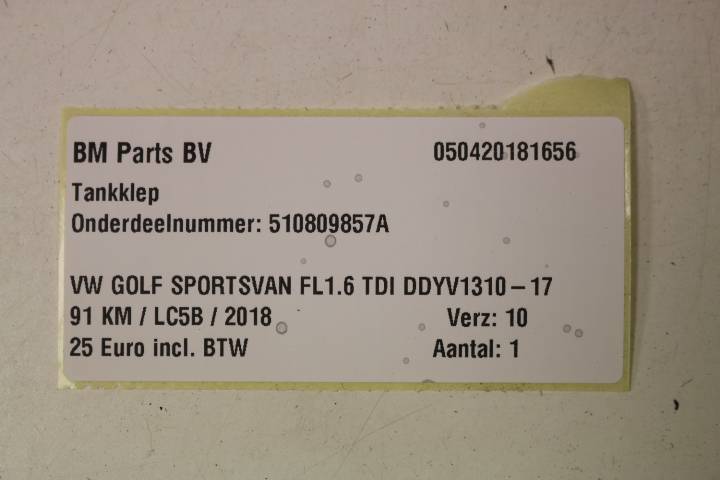 BM Parts BV 050420181656
Tankklep
Onderdeelnummer: 510809857A
VW GOLF SPORTSVAN FL1.6 TDI DDYV1310 – 17
91 KM / LC5B / 2018 Verz: 10
25 Euro incl. BTW Aantal: 1